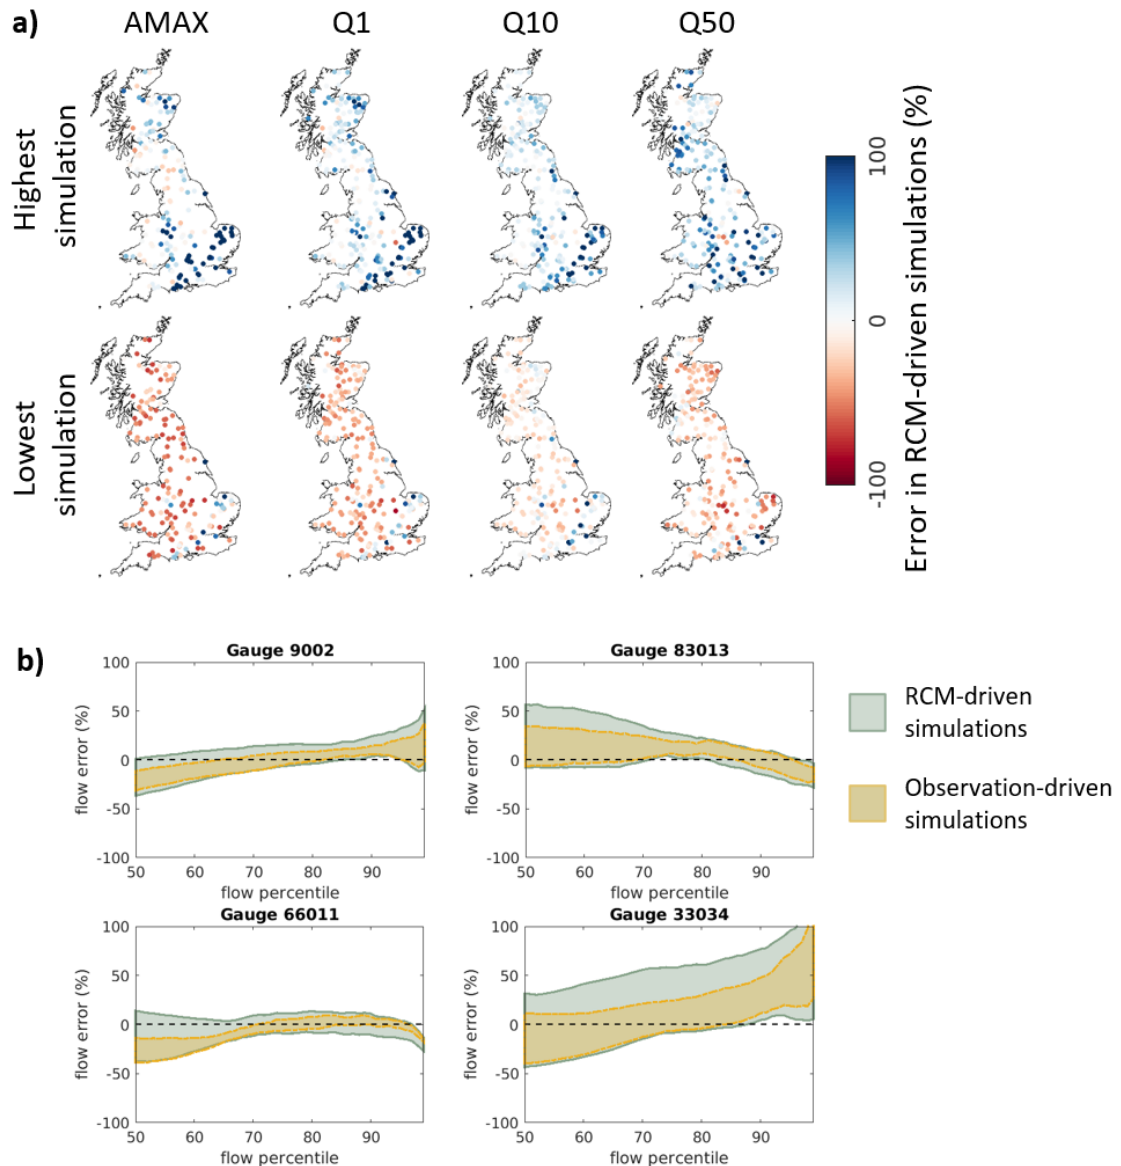 a)
AMAX Q1 Q10 Q50
Highest
simulation
Lowest
simulation
100
0
-100
Error in RCM-driven simulations (%)
b)
Gauge 9002
100
50
0
-50
-100
flow error (%)
50 60 70 80 90
flow percentile
Gauge 83013
100
50
0
-50
-100
flow error (%)
50 60 70 80 90
flow percentile
RCM-driven
simulations
Observation-driven
simulations
Gauge 66011
100
50
0
-50
-100
flow error (%)
50 60 70 80 90
flow percentile
Gauge 33034
100
50
0
-50
-100
flow error (%)
50 60 70 80 90
flow percentile